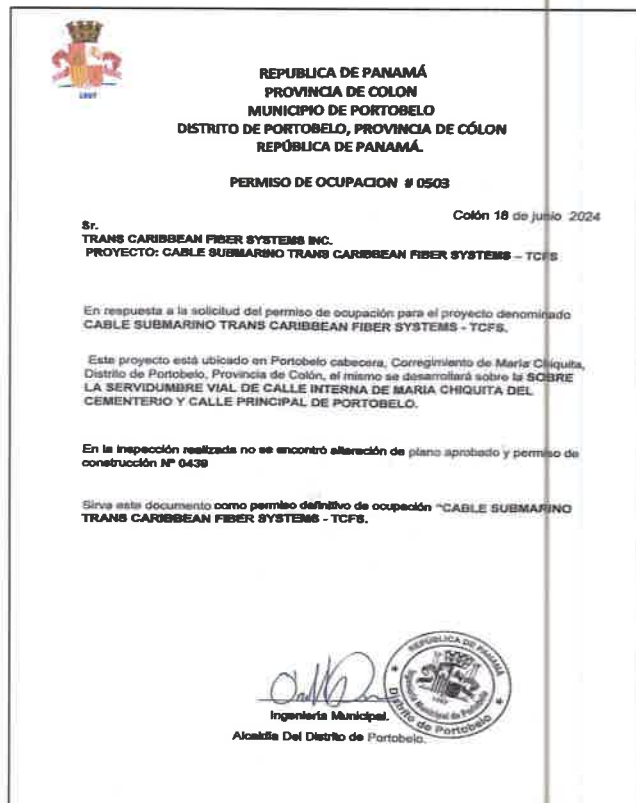 1597
REPUBLICA DE PANAMÁ
PROVINCIA DE COLON
MUNICIPIO DE PORTOBELO
DISTRITO DE PORTOBELO, PROVINCIA DE CÓLON
REPÚBLICA DE PANAMÁ.
PERMISO DE OCUPACION # 0503
Colón 18 de junio 2024
Sr.
TRANS CARIBBEAN FIBER SYSTEMS INC.
PROYECTO: CABLE SUBMARINO TRANS CARIBBEAN FIBER SYSTEMS – TCFS
En respuesta a la solicitud del permiso de ocupación para el proyecto denominado
CABLE SUBMARINO TRANS CARIBBEAN FIBER SYSTEMS - TCFS.
Este proyecto está ubicado en Portobelo cabecera, Corregimiento de María Chiquita,
Distrito de Portobelo, Provincia de Colón, el mismo se desarrollará sobre la SOBRE
LA SERVIDUMBRE VIAL DE CALLE INTERNA DE MARIA CHIQUITA DEL
CEMENTERIO Y CALLE PRINCIPAL DE PORTOBELO.
En la inspección realizada no se encontró alteración de plano aprobado y permiso de
construcción Nº 0439
Sirva este documento como permiso definitivo de ocupación "CABLE SUBMARINO
TRANS CARIBBEAN FIBER SYSTEMS - TCFS.
REPÚBLICA DE PANAMÁ
Ingeniería Municipal de Portobelo
Distrito de Portobelo
Ingeniería Municipal.
Alcaldía Del Distrito de Portobelo.